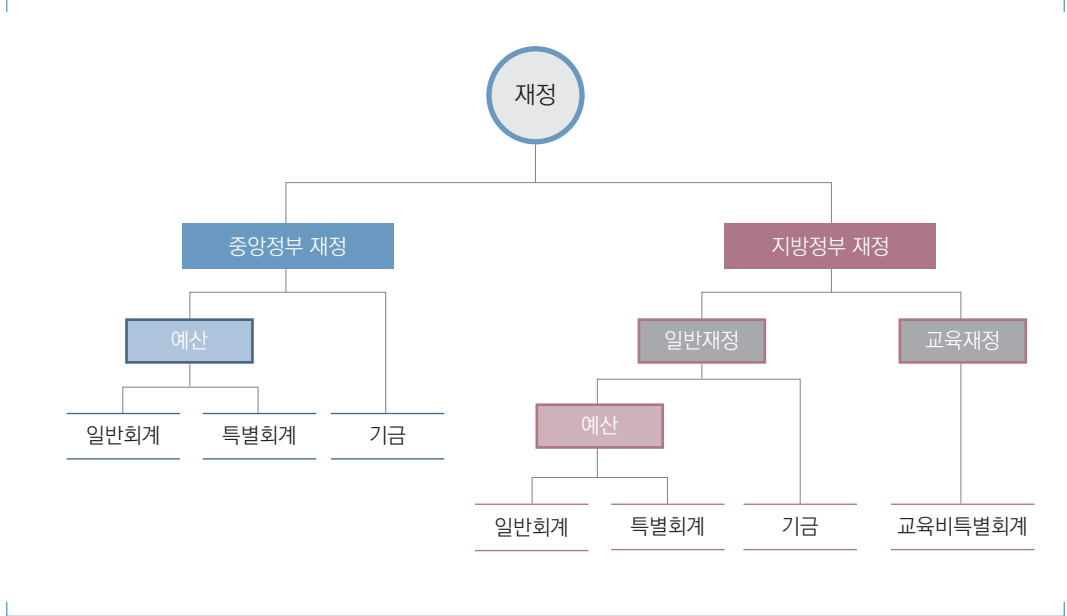 재정
중앙정부 재정
지방정부 재정
예산
일반재정
교육재정
일반회계
특별회계
기금
예산
일반회계
특별회계
기금
교육비특별회계